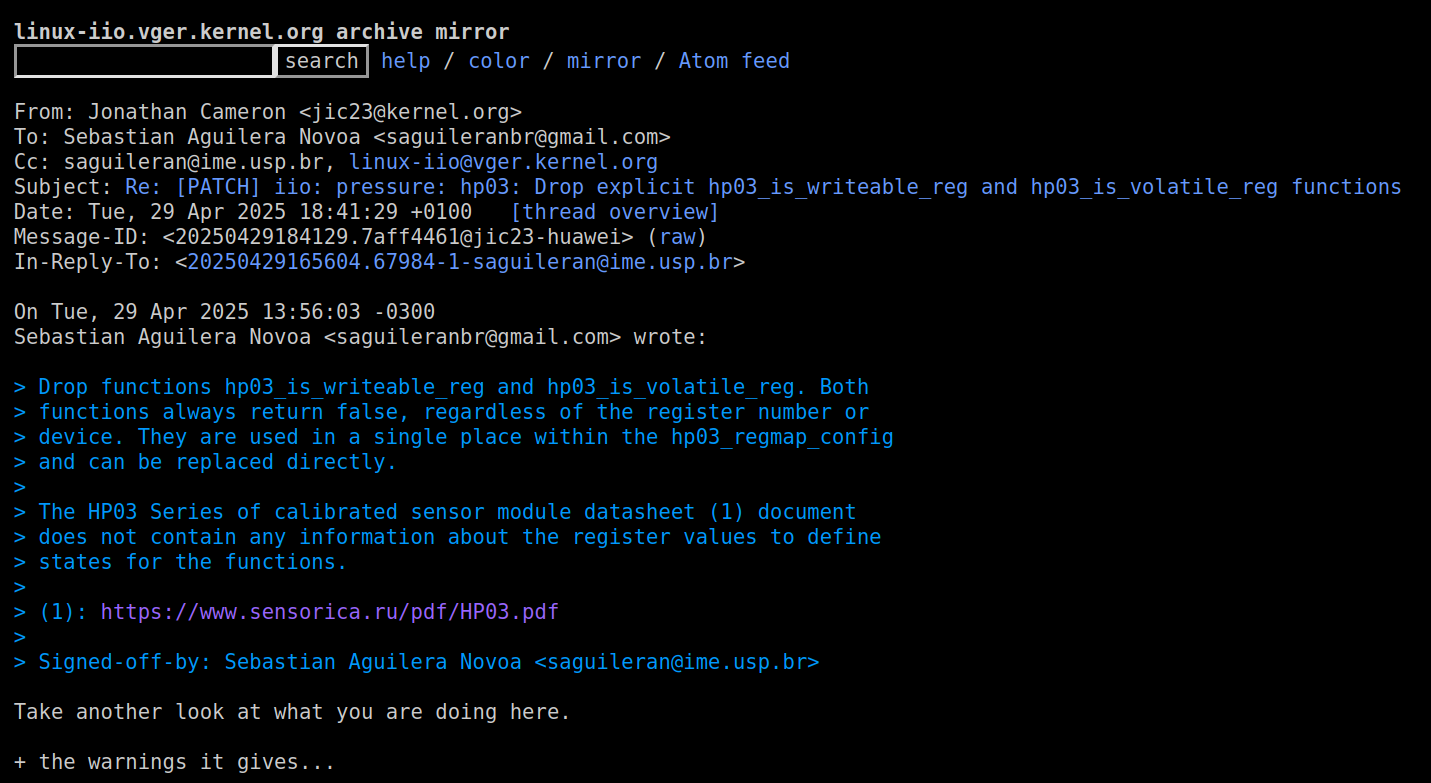 linux-iio.vger.kernel.org archive mirror
search help / color / mirror / Atom feed
From: Jonathan Cameron <jic23@kernel.org>
To: Sebastian Aguilera Novoa <saguileranbr@gmail.com>
Cc: saguileran@ime.usp.br, linux-iio@vger.kernel.org
Subject: Re: [PATCH] iio: pressure: hp03: Drop explicit hp03_is_writeable_reg and hp03_is_volatile_reg functions
Date: Tue, 29 Apr 2025 18:41:29 +0100   [thread overview]
Message-ID: <20250429184129.7aff4461@jic23-huawei> (raw)
In-Reply-To: <20250429165604.67984-1-saguileran@ime.usp.br>
On Tue, 29 Apr 2025 13:56:03 -0300
Sebastian Aguilera Novoa <saguileranbr@gmail.com> wrote:
> Drop functions hp03_is_writeable_reg and hp03_is_volatile_reg. Both
> functions always return false, regardless of the register number or
> device. They are used in a single place within the hp03_regmap_config
> and can be replaced directly.
>
> The HP03 Series of calibrated sensor module datasheet (1) document
> does not contain any information about the register values to define
> states for the functions.
>
> (1): https://www.sensorica.ru/pdf/HP03.pdf
>
> Signed-off-by: Sebastian Aguilera Novoa <saguileran@ime.usp.br>
Take another look at what you are doing here.
+ the warnings it gives...